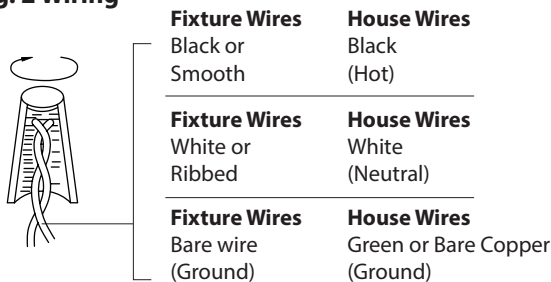 g. 2 Wiring
Fixture Wires House Wires
Black or Black
Smooth (Hot)
Fixture Wires House Wires
White or White
Ribbed (Neutral)
Fixture Wires House Wires
Bare wire Green or Bare Copper
(Ground) (Ground)